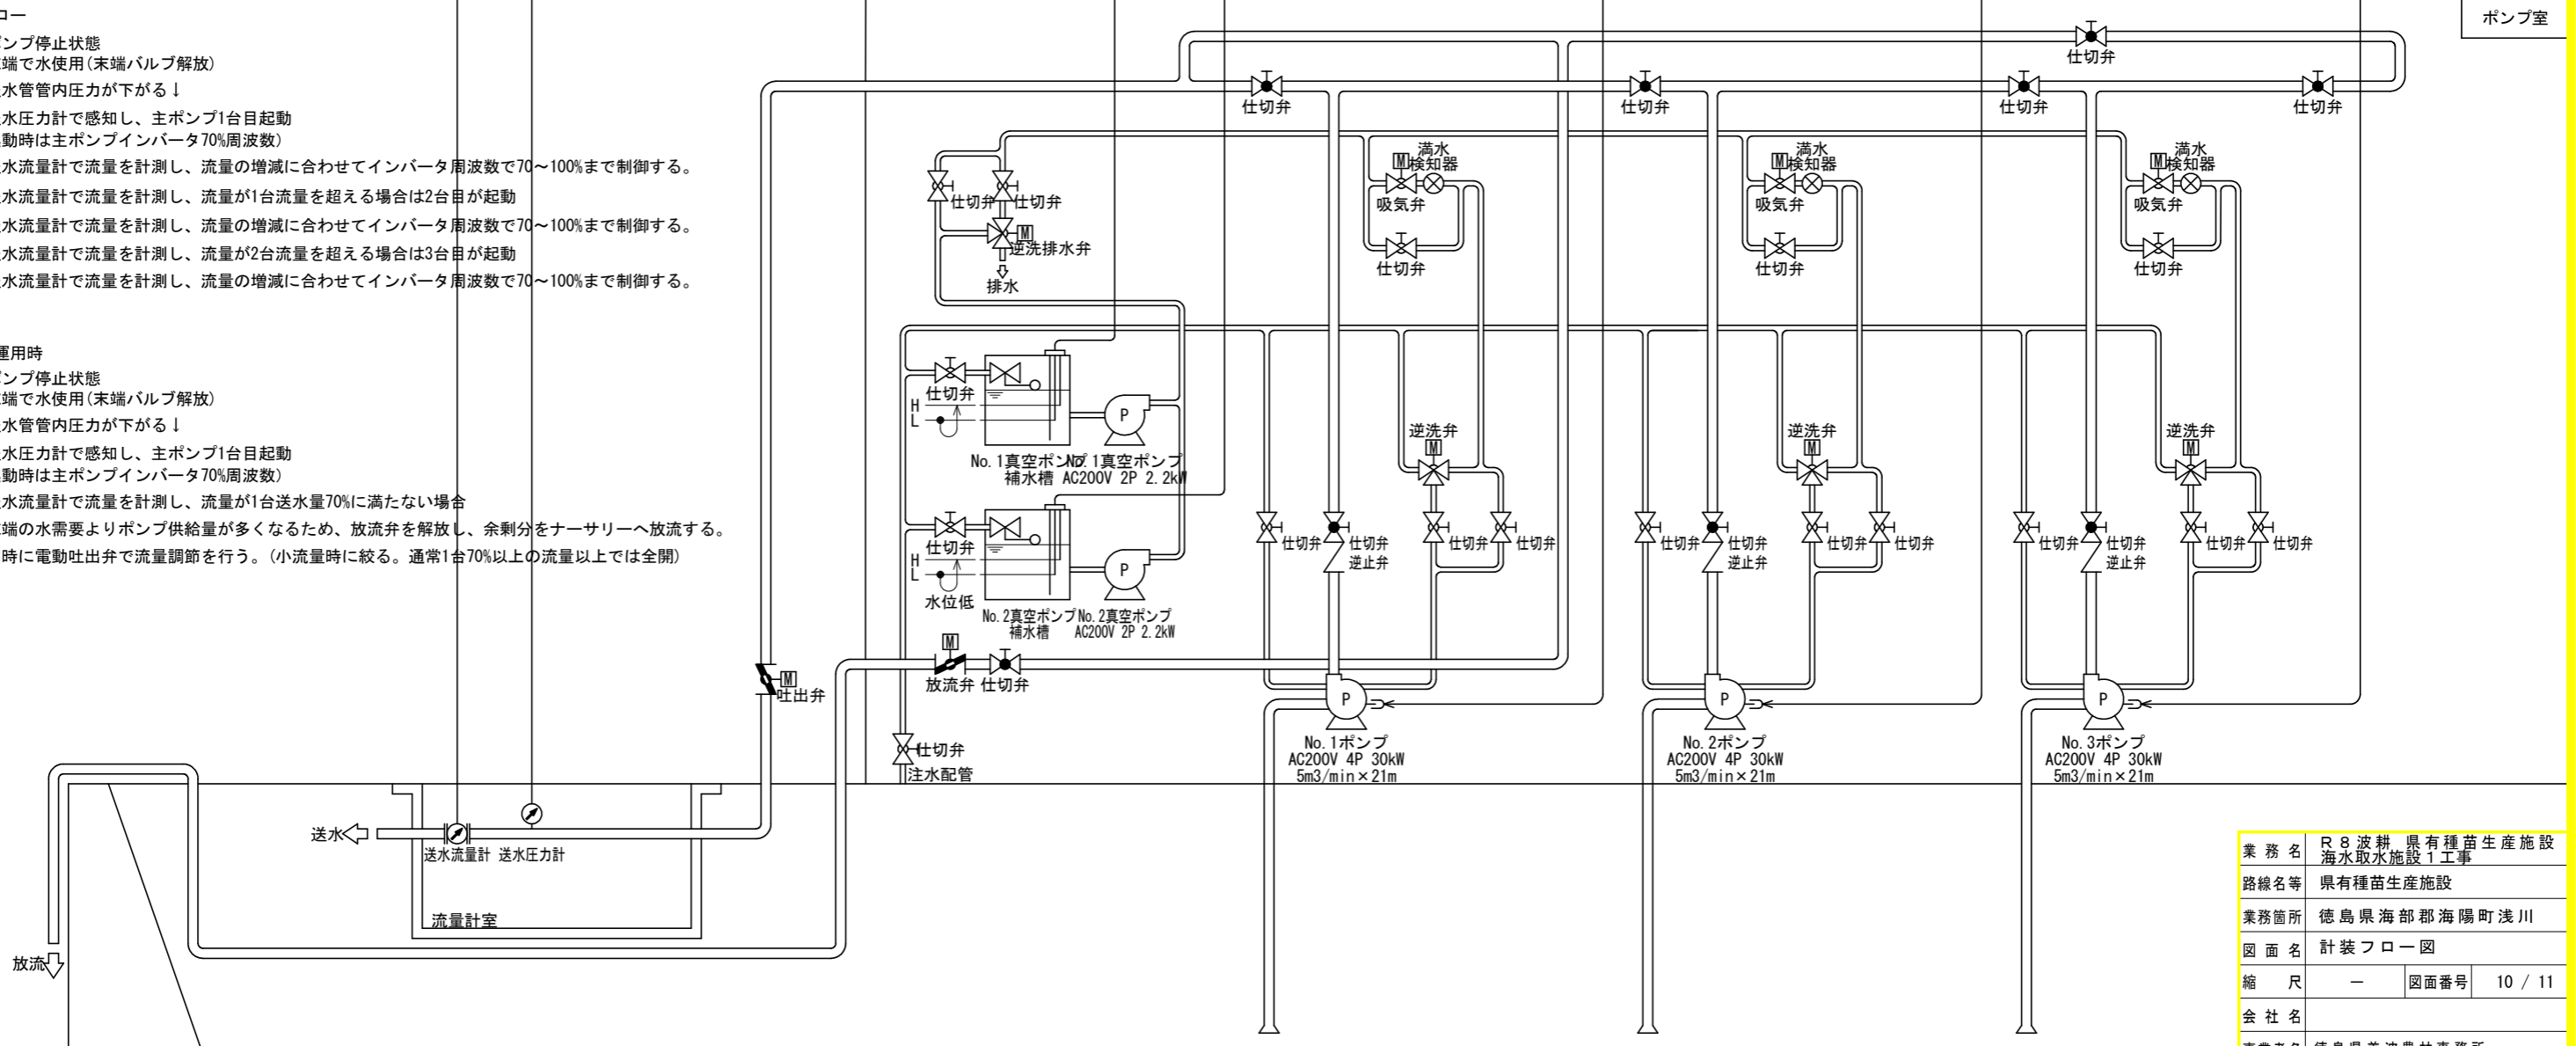 ロー
ンプ停止状態
端で水使用(末端バルブ解放)
水管管内圧力が下がる↓
水圧力計で感知し、主ポンプ1台目起動
動時は主ポンプインバータ70%周波数)
水流量計で流量を計測し、流量の増減に合わせてインバータ周波数で70～100%まで制御する。
水流量計で流量を計測し、流量が1台流量を超える場合は2台目が起動
水流量計で流量を計測し、流量の増減に合わせてインバータ周波数で70～100%まで制御する。
水流量計で流量を計測し、流量が2台流量を超える場合は3台目が起動
水流量計で流量を計測し、流量の増減に合わせてインバータ周波数で70～100%まで制御する。
運用時
ンプ停止状態
端で水使用(末端バルブ解放)
水管管内圧力が下がる↓
水圧力計で感知し、主ポンプ1台目起動
動時は主ポンプインバータ70%周波数)
水流量計で流量を計測し、流量が1台送水量70%に満たない場合
端の水需要よりポンプ供給量が多くなるため、放流弁を解放し、余剰分をナーサリーへ放流する。
時に電動吐出弁で流量調節を行う。(小流量時に絞る。通常1台70%以上の流量以上では全開)
ポンプ室
仕切弁
仕切弁
仕切弁
仕切弁
仕切弁
満水
検知器
M
吸気弁
仕切弁
満水
検知器
M
吸気弁
仕切弁
満水
検知器
M
吸気弁
仕切弁
仕切弁
仕切弁
M
逆洗排水弁
排水
仕切弁
H
L
P
No.1真空ポンプ
補水槽
No.1真空ポンプ
AC200V 2P 2.2kW
仕切弁
H
L
水位低
P
No.2真空ポンプ
補水槽
No.2真空ポンプ
AC200V 2P 2.2kW
逆洗弁
M
逆洗弁
M
逆洗弁
M
仕切弁
仕切弁
逆止弁
仕切弁
仕切弁
仕切弁
仕切弁
逆止弁
仕切弁
仕切弁
仕切弁
仕切弁
逆止弁
仕切弁
仕切弁
M
放流弁
仕切弁
M
吐出弁
仕切弁
注水配管
P
No.1ポンプ
AC200V 4P 30kW
5m3/min×21m
P
No.2ポンプ
AC200V 4P 30kW
5m3/min×21m
P
No.3ポンプ
AC200V 4P 30kW
5m3/min×21m
送水
送水流量計
送水圧力計
流量計室
放流
業務名 R8波耕 県有種苗生産施設
海水取水施設1工事
路線名等 県有種苗生産施設
業務箇所 徳島県海部郡海陽町浅川
図面名 計装フロー図
縮尺 － 図面番号 10 / 11
会社名